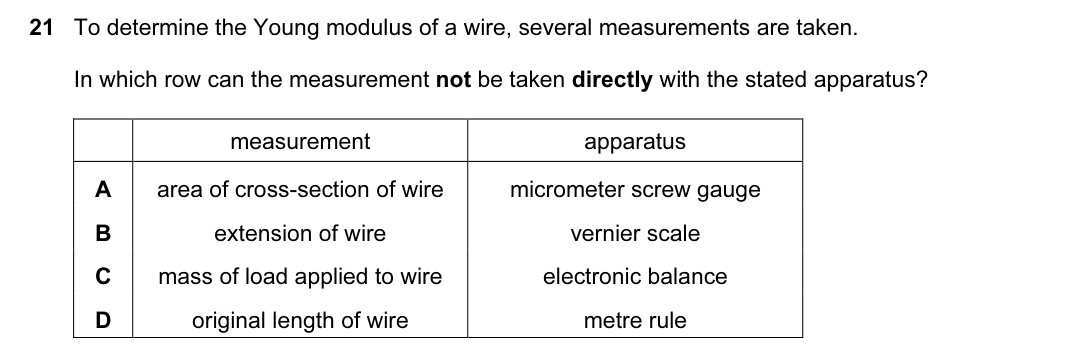 21 To determine the Young modulus of a wire, several measurements are taken.
In which row can the measurement not be taken directly with the stated apparatus?
measurement apparatus
A area of cross-section of wire micrometer screw gauge
B extension of wire vernier scale
C mass of load applied to wire electronic balance
D original length of wire metre rule